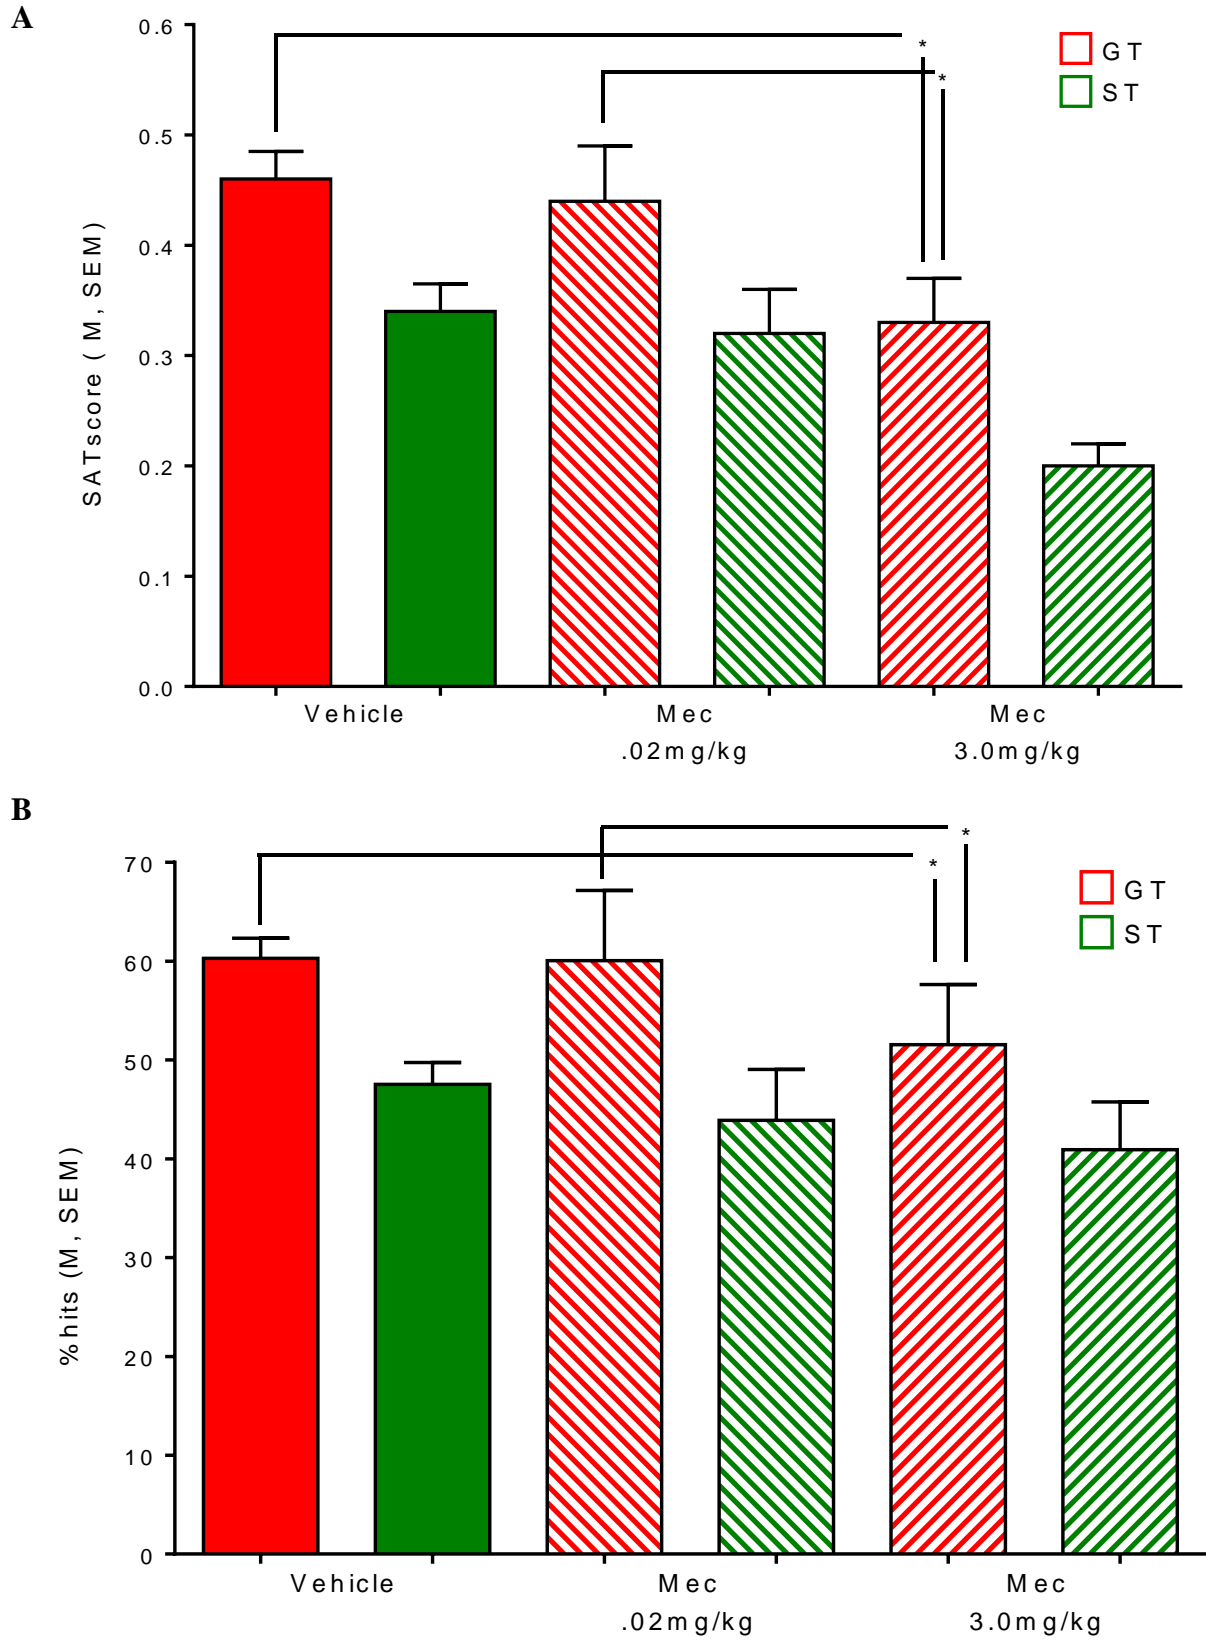 A
0.6
0.5
0.4
0.3
0.2
0.1
0.0
SATscore (M, SEM)
*
*
GT
ST
Vehicle
Mec
.02mg/kg
Mec
3.0mg/kg
B
70
60
50
40
30
20
10
0
%hits (M, SEM)
*
*
GT
ST
Vehicle
Mec
.02mg/kg
Mec
3.0mg/kg